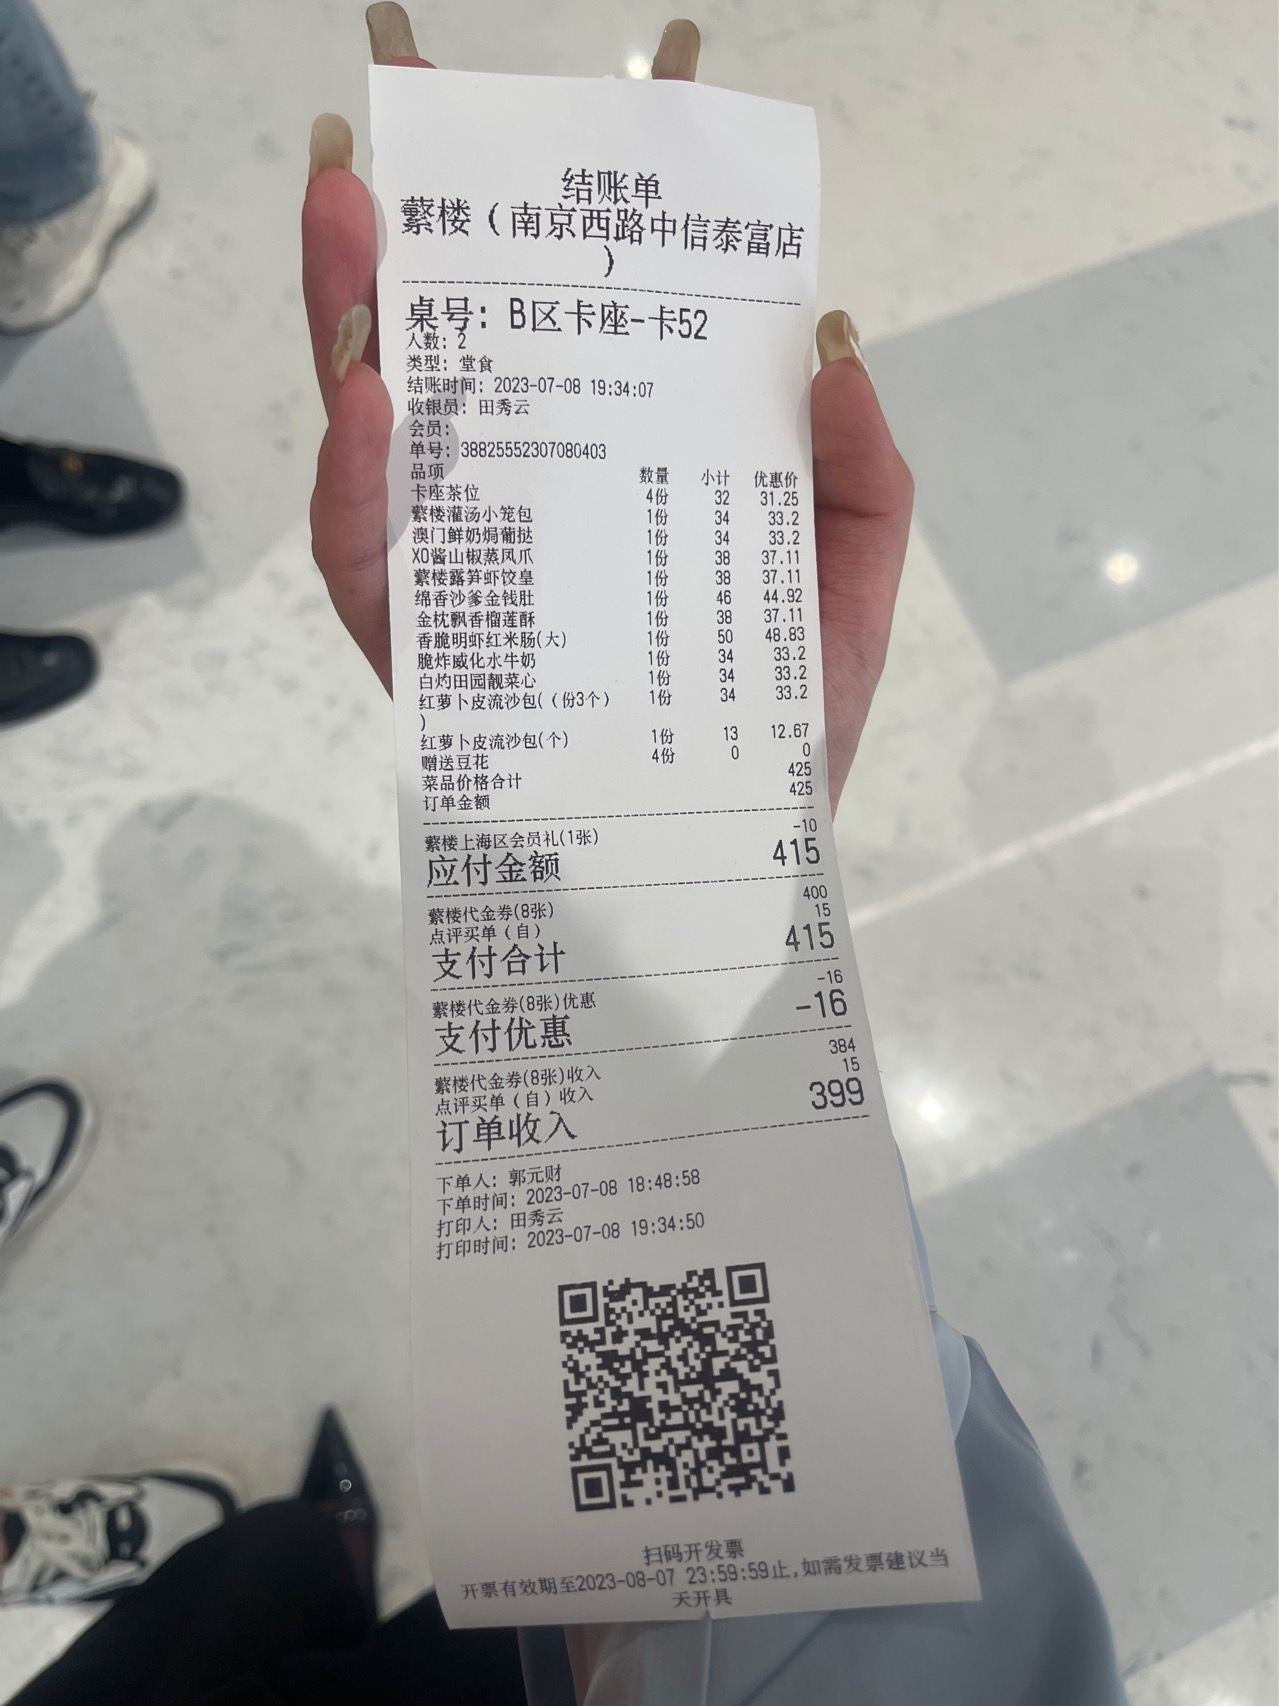 结账单
蘩楼（南京西路中信泰富店
）
桌号: B区卡座-卡52
人数: 2
类型: 堂食
结账时间: 2023-07-08 19:34:07
收银员: 田秀云
会员:
单号: 38825552307080403
品项 数量 小计 优惠价
卡座茶位 4份 32 31.25
蘩楼灌汤小笼包 1份 34 33.2
澳门鲜奶焗葡挞 1份 34 33.2
XO酱山椒蒸凤爪 1份 38 37.11
蘩楼露笋虾饺皇 1份 38 37.11
绵香沙爹金钱肚 1份 46 44.92
金枕飘香榴莲酥 1份 38 37.11
香脆明虾红米肠(大) 1份 50 48.83
脆炸威化水牛奶 1份 34 33.2
白灼田园靓菜心 1份 34 33.2
红萝卜皮流沙包(（份3个） 1份 34 33.2
)
红萝卜皮流沙包(个) 1份 13 12.67
赠送豆花 4份 0 0
菜品价格合计 425
订单金额 425
蘩楼上海区会员礼(1张) -10
应付金额 415
蘩楼代金券(8张) 400
点评买单（自） 15
支付合计 415
蘩楼代金券(8张)优惠 -16
支付优惠 -16
蘩楼代金券(8张)收入 384
点评买单（自）收入 15
订单收入 399
下单人: 郭元财
下单时间: 2023-07-08 18:48:58
打印人: 田秀云
打印时间: 2023-07-08 19:34:50
扫码开发票
开票有效期至2023-08-07 23:59:59止,如需发票建议当
天开具